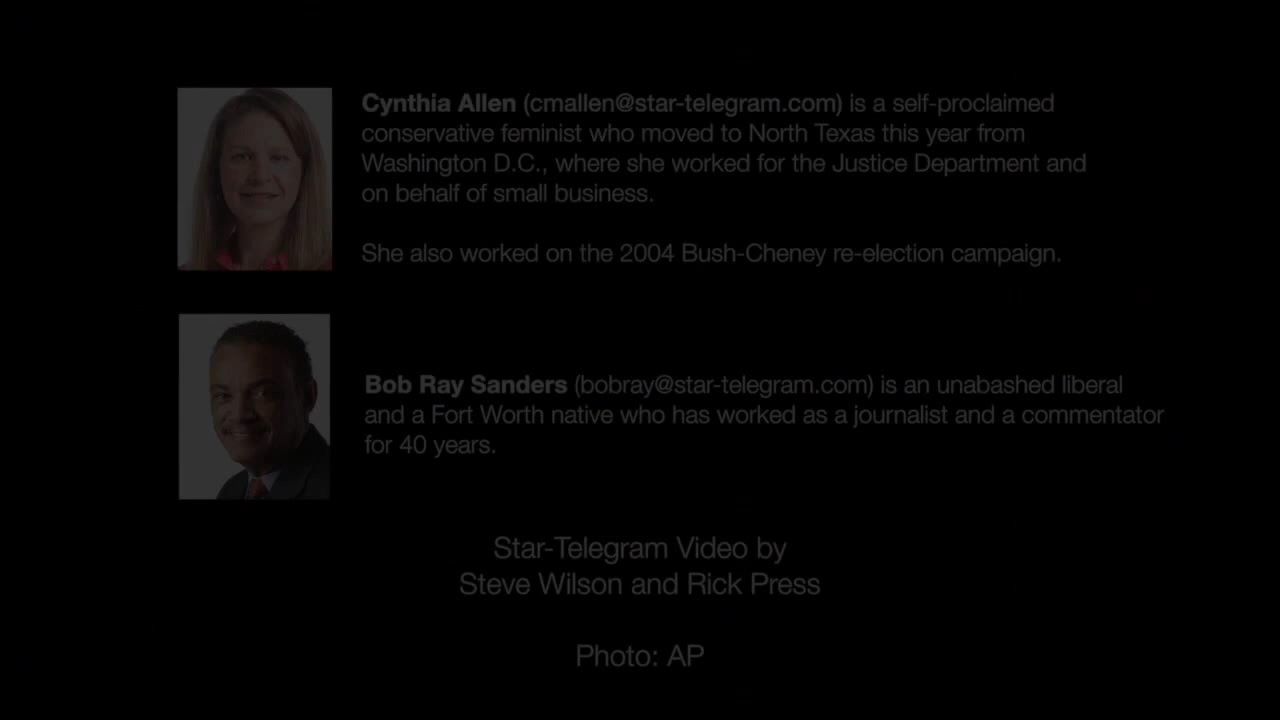 Cynthia Allen (cmallen@star-telegram.com) is a self-proclaimed
conservative feminist who moved to North Texas this year from
Washington D.C., where she worked for the Justice Department and
on behalf of small business.
She also worked on the 2004 Bush-Cheney re-election campaign.
Bob Ray Sanders (bobray@star-telegram.com) is an unabashed liberal
and a Fort Worth native who has worked as a journalist and a commentator
for 40 years.
Star-Telegram Video by
Steve Wilson and Rick Press
Photo: AP